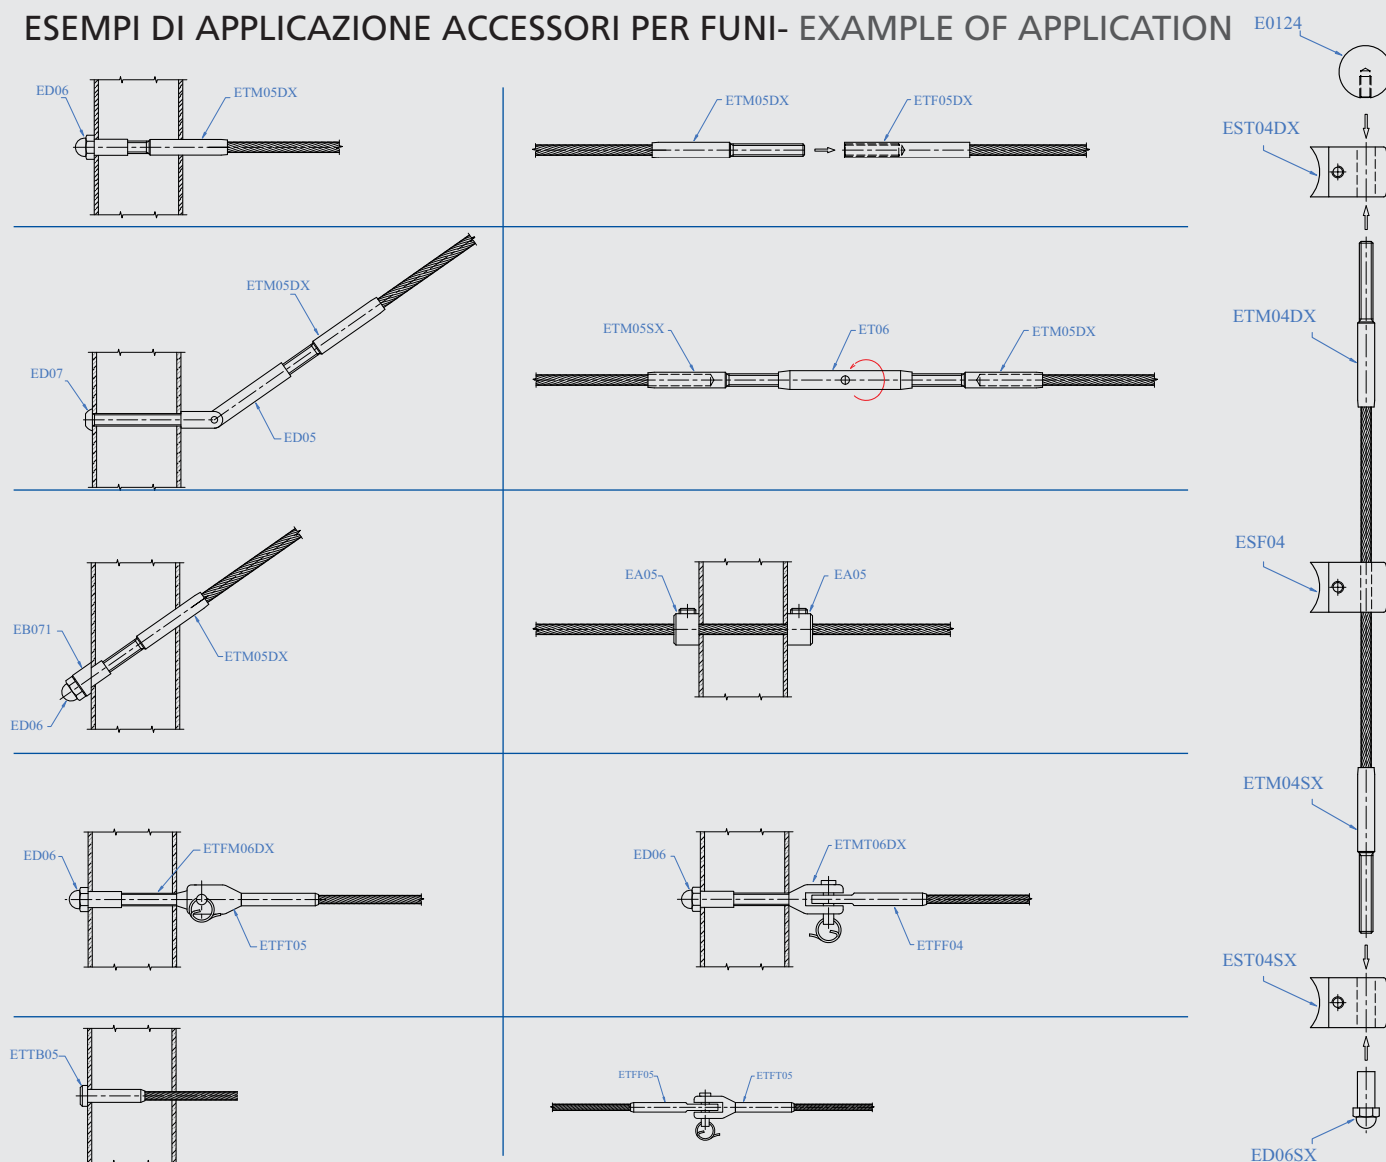 ESEMPI DI APPLICAZIONE ACCESSORI PER FUNI- EXAMPLE OF APPLICATION
ED06
ETM05DX
ETM05DX
ETF05DX
ETM05DX
ED07
ED05
ETM05SX
ET06
ETM05DX
EB071
ETM05DX
ED06
EA05
EA05
ED06
ETFM06DX
ETFT05
ED06
ETMT06DX
ETFF04
ETTB05
ETFF05
ETFT05
E0124
EST04DX
ETM04DX
ESF04
ETM04SX
EST04SX
ED06SX